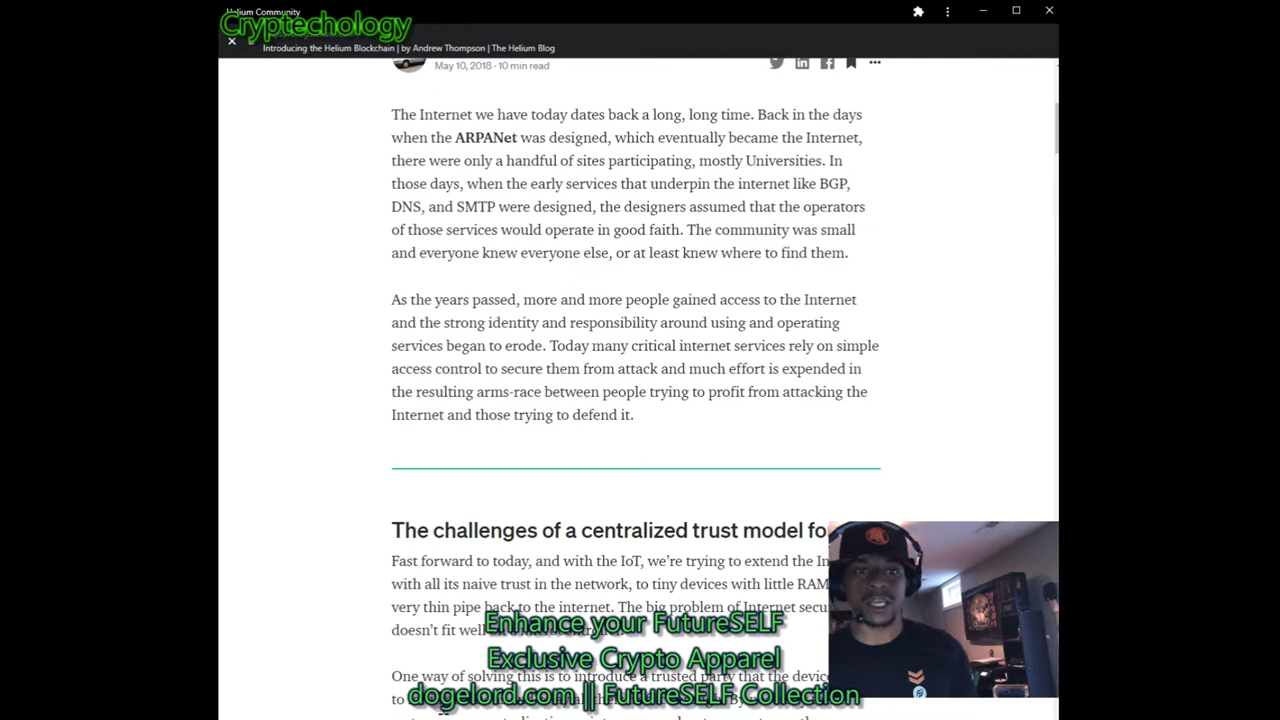 Helium Community
Cryptechology
Introducing the Helium Blockchain | by Andrew Thompson | The Helium Blog
May 10, 2018 · 10 min read
The Internet we have today dates back a long, long time. Back in the days
when the ARPANet was designed, which eventually became the Internet,
there were only a handful of sites participating, mostly Universities. In
those days, when the early services that underpin the internet like BGP,
DNS, and SMTP were designed, the designers assumed that the operators
of those services would operate in good faith. The community was small
and everyone knew everyone else, or at least knew where to find them.
As the years passed, more and more people gained access to the Internet
and the strong identity and responsibility around using and operating
services began to erode. Today many critical internet services rely on simple
access control to secure them from attack and much effort is expended in
the resulting arms-race between people trying to profit from attacking the
Internet and those trying to defend it.
The challenges of a centralized trust model fo
Fast forward to today, and with the IoT, we're trying to extend the In
with all its naive trust in the network, to tiny devices with little RAM
very thin pipe back to the internet. The big problem of Internet secu
doesn't fit well
Enhance your FutureSELF
Exclusive Crypto Apparel
One way of solving this is to introduce a trusted party that the devic
to
dogelord.com || FutureSELF Collection